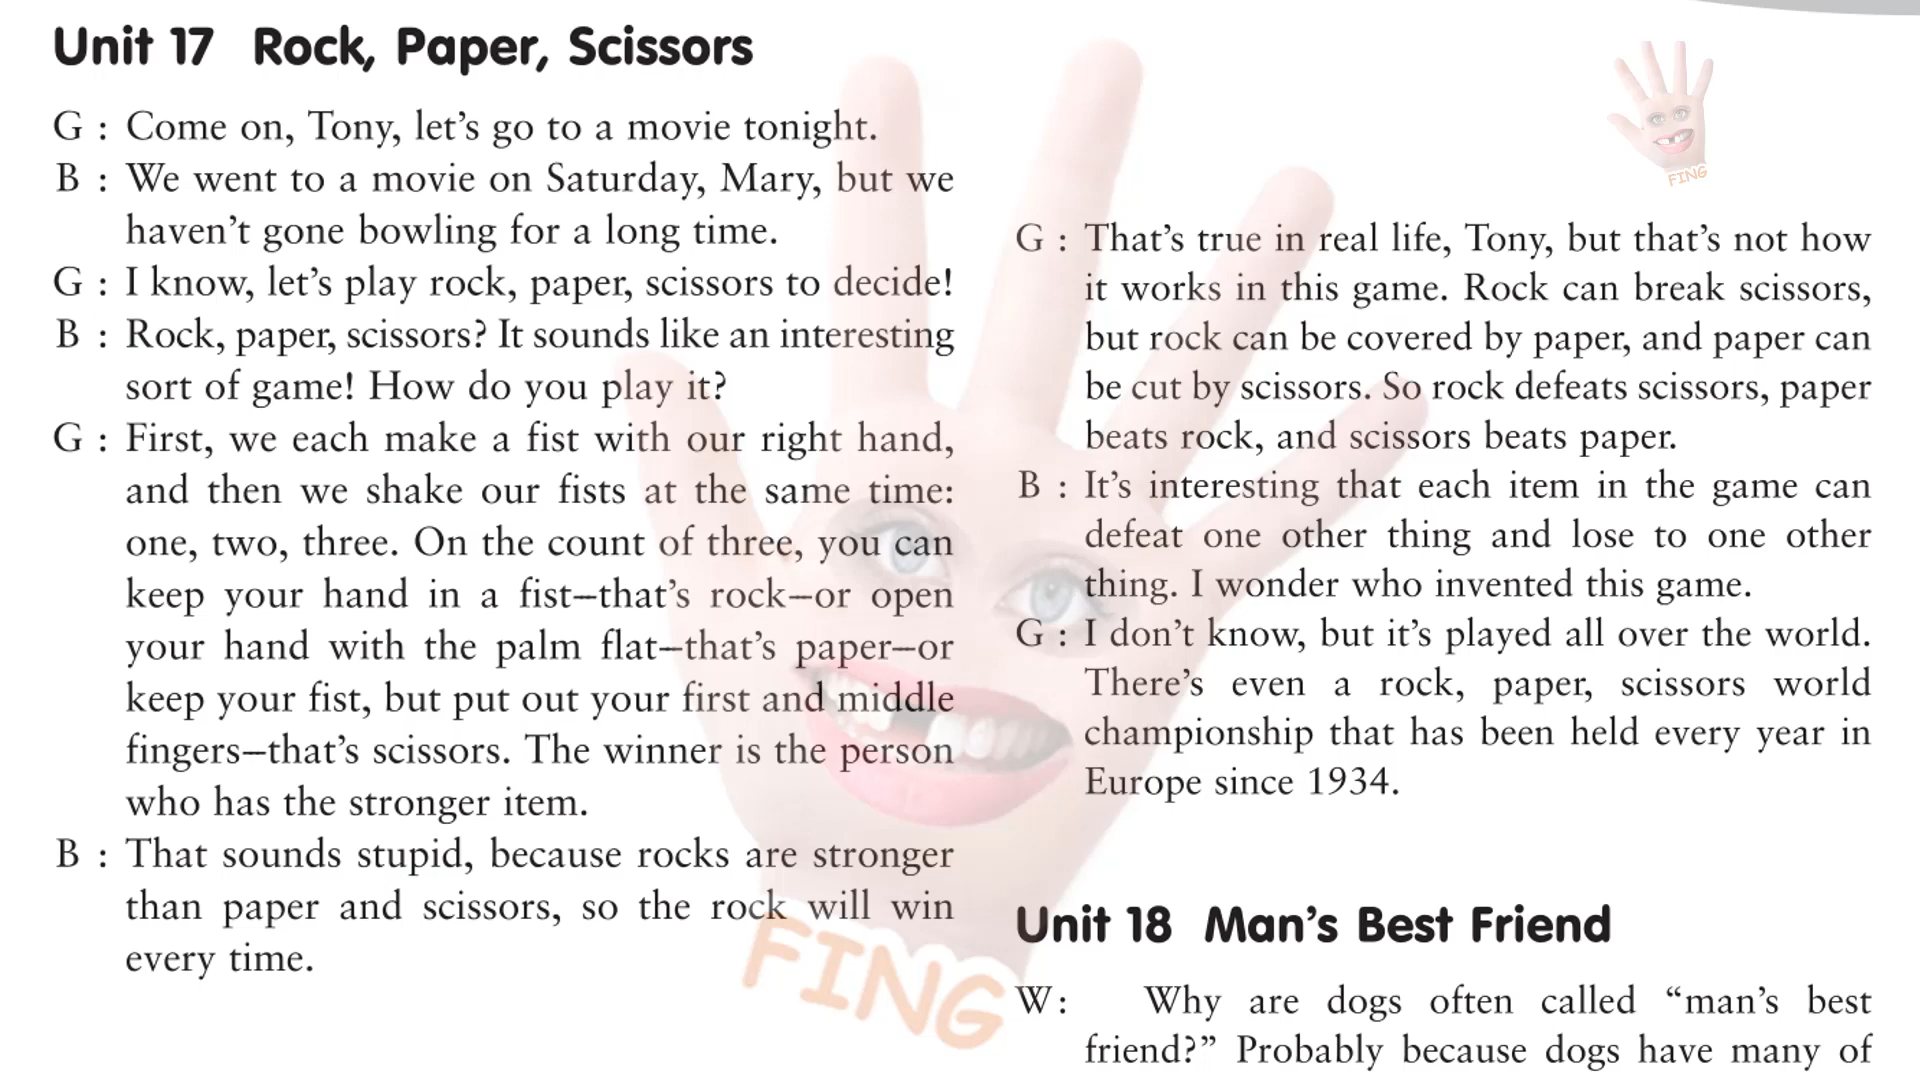 Unit 17 Rock, Paper, Scissors
G : Come on, Tony, let's go to a movie tonight.
B : We went to a movie on Saturday, Mary, but we
haven't gone bowling for a long time.
G : I know, let's play rock, paper, scissors to decide!
B : Rock, paper, scissors? It sounds like an interesting
sort of game! How do you play it?
G : First, we each make a fist with our right hand,
and then we shake our fists at the same time:
one, two, three. On the count of three, you can
keep your hand in a fist—that's rock—or open
your hand with the palm flat—that's paper—or
keep your fist, but put out your first and middle
fingers—that's scissors. The winner is the person
who has the stronger item.
B : That sounds stupid, because rocks are stronger
than paper and scissors, so the rock will win
every time.
FING
FING
G : That's true in real life, Tony, but that's not how
it works in this game. Rock can break scissors,
but rock can be covered by paper, and paper can
be cut by scissors. So rock defeats scissors, paper
beats rock, and scissors beats paper.
B : It's interesting that each item in the game can
defeat one other thing and lose to one other
thing. I wonder who invented this game.
G : I don't know, but it's played all over the world.
There's even a rock, paper, scissors world
championship that has been held every year in
Europe since 1934.
Unit 18 Man's Best Friend
W: Why are dogs often called “man's best
friend?” Probably because dogs have many of